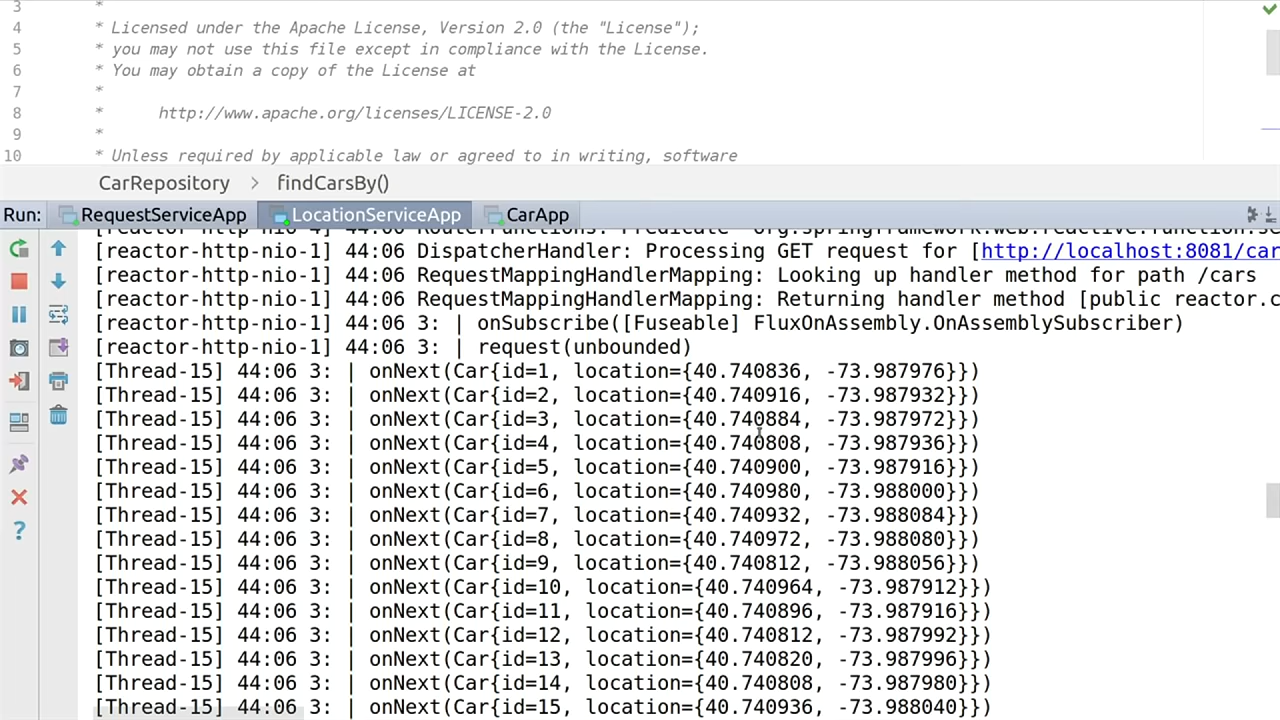 3 *
4 * Licensed under the Apache License, Version 2.0 (the "License");
5 * you may not use this file except in compliance with the License.
6 * You may obtain a copy of the License at
7 *
8 * http://www.apache.org/licenses/LICENSE-2.0
9 *
10 * Unless required by applicable law or agreed to in writing, software
CarRepository > findCarsBy()
Run: RequestServiceApp LocationServiceApp CarApp
[reactor-http-nio-1] 44:06 DispatcherHandler: Processing GET request for [http://localhost:8081/car
[reactor-http-nio-1] 44:06 RequestMappingHandlerMapping: Looking up handler method for path /cars
[reactor-http-nio-1] 44:06 RequestMappingHandlerMapping: Returning handler method [public reactor.c
[reactor-http-nio-1] 44:06 3: | onSubscribe([Fuseable] FluxOnAssembly.OnAssemblySubscriber)
[reactor-http-nio-1] 44:06 3: | request(unbounded)
[Thread-15] 44:06 3: | onNext(Car{id=1, location={40.740836, -73.987976}})
[Thread-15] 44:06 3: | onNext(Car{id=2, location={40.740916, -73.987932}})
[Thread-15] 44:06 3: | onNext(Car{id=3, location={40.740884, -73.987972}})
[Thread-15] 44:06 3: | onNext(Car{id=4, location={40.740808, -73.987936}})
[Thread-15] 44:06 3: | onNext(Car{id=5, location={40.740900, -73.987916}})
[Thread-15] 44:06 3: | onNext(Car{id=6, location={40.740980, -73.988000}})
[Thread-15] 44:06 3: | onNext(Car{id=7, location={40.740932, -73.988084}})
[Thread-15] 44:06 3: | onNext(Car{id=8, location={40.740972, -73.988080}})
[Thread-15] 44:06 3: | onNext(Car{id=9, location={40.740812, -73.988056}})
[Thread-15] 44:06 3: | onNext(Car{id=10, location={40.740964, -73.987912}})
[Thread-15] 44:06 3: | onNext(Car{id=11, location={40.740896, -73.987916}})
[Thread-15] 44:06 3: | onNext(Car{id=12, location={40.740812, -73.987992}})
[Thread-15] 44:06 3: | onNext(Car{id=13, location={40.740820, -73.987996}})
[Thread-15] 44:06 3: | onNext(Car{id=14, location={40.740808, -73.987980}})
[Thread-15] 44:06 3: | onNext(Car{id=15, location={40.740936, -73.988040}})